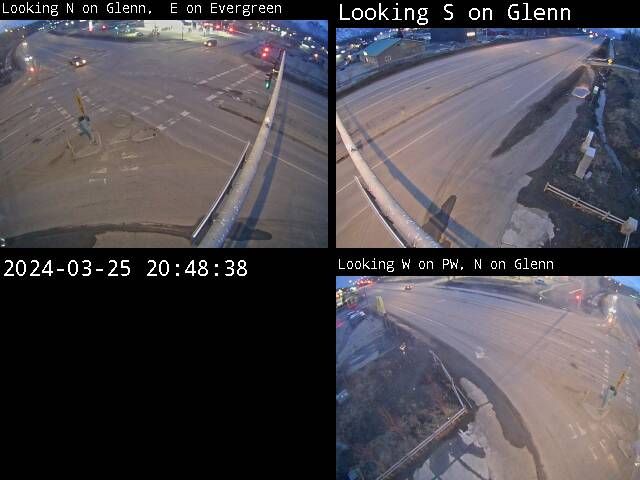 Looking N on Glenn,  E on Evergreen
Looking S on Glenn
2024-03-25 20:48:38
Looking W on PW, N on Glenn